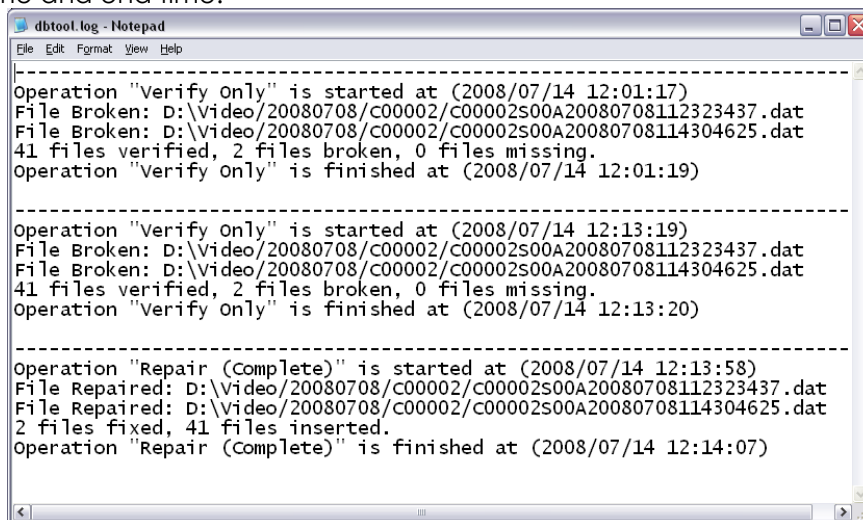 dbtool.log - Notepad
File Edit Format View Help
--------------------------------------------------------------------------------
Operation "Verify Only" is started at (2008/07/14 12:01:17)
File Broken: D:\Video/20080708/C00002/C00002S00A20080708112323437.dat
File Broken: D:\Video/20080708/C00002/C00002S00A20080708114304625.dat
41 files verified, 2 files broken, 0 files missing.
Operation "Verify Only" is finished at (2008/07/14 12:01:19)
--------------------------------------------------------------------------------
Operation "Verify Only" is started at (2008/07/14 12:13:19)
File Broken: D:\Video/20080708/C00002/C00002S00A20080708112323437.dat
File Broken: D:\Video/20080708/C00002/C00002S00A20080708114304625.dat
41 files verified, 2 files broken, 0 files missing.
Operation "Verify Only" is finished at (2008/07/14 12:13:20)
--------------------------------------------------------------------------------
Operation "Repair (Complete)" is started at (2008/07/14 12:13:58)
File Repaired: D:\Video/20080708/C00002/C00002S00A20080708112323437.dat
File Repaired: D:\Video/20080708/C00002/C00002S00A20080708114304625.dat
2 files fixed, 41 files inserted.
Operation "Repair (Complete)" is finished at (2008/07/14 12:14:07)